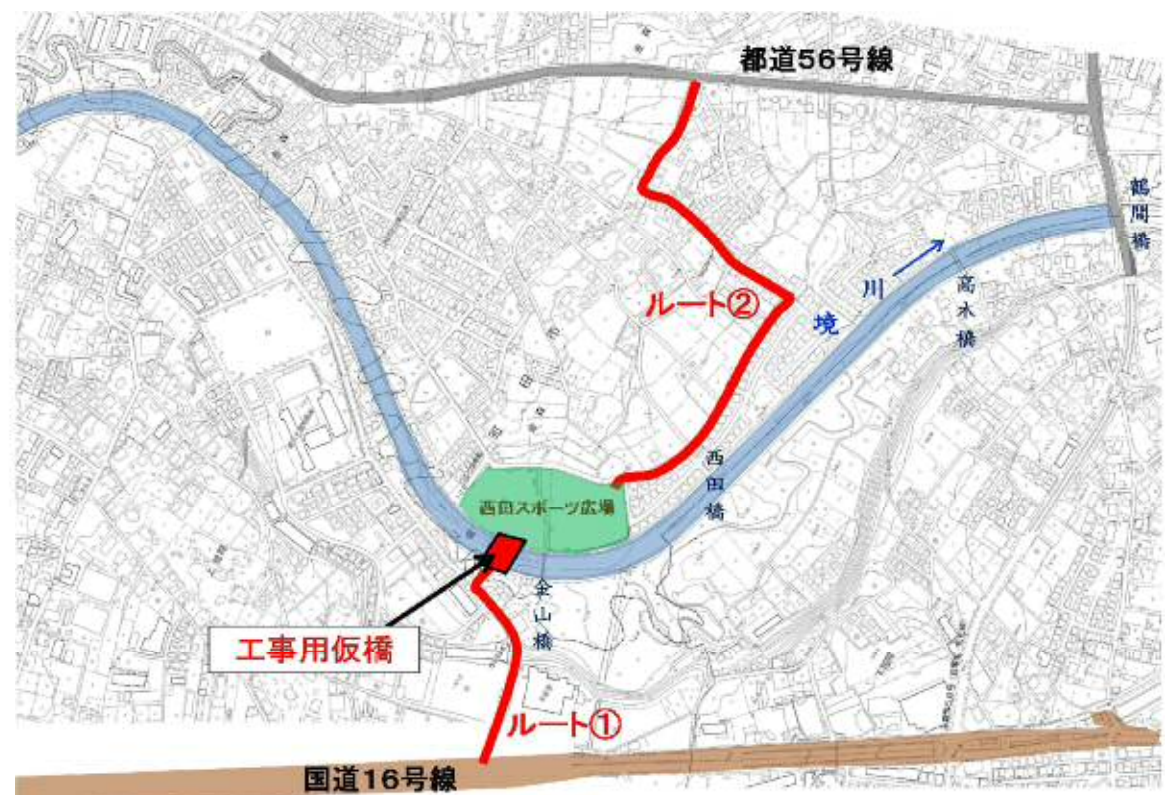 都道56号線
鶴間橋
ルート②
川
境
高木橋
西田橋
西田スポーツ広場
金山橋
工事用仮橋
ルート①
国道16号線